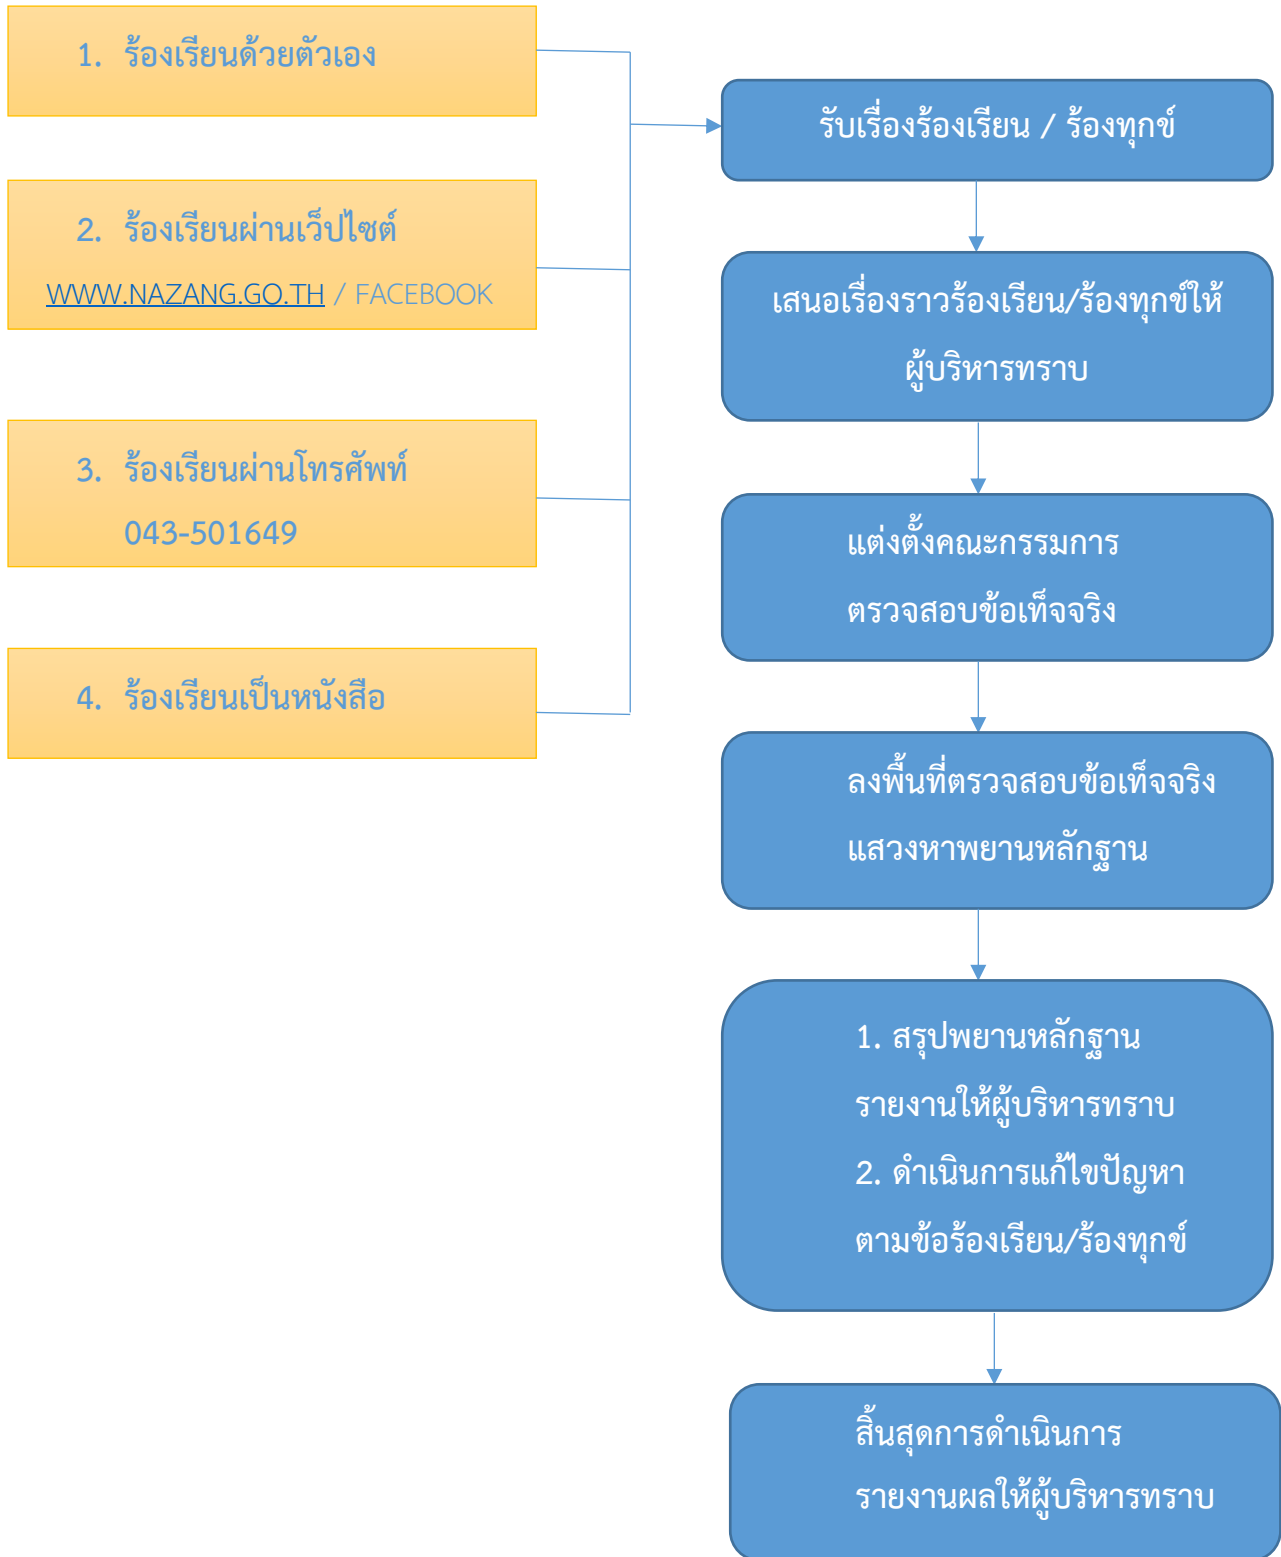 1. ร้องเรียนด้วยตัวเอง
2. ร้องเรียนผ่านเว็ปไซต์
WWW.NAZANG.GO.TH / FACEBOOK
3. ร้องเรียนผ่านโทรศัพท์
043-501649
4. ร้องเรียนเป็นหนังสือ
รับเรื่องร้องเรียน / ร้องทุกข์
เสนอเรื่องราวร้องเรียน/ร้องทุกข์ให้
ผู้บริหารทราบ
แต่งตั้งคณะกรรมการ
ตรวจสอบข้อเท็จจริง
ลงพื้นที่ตรวจสอบข้อเท็จจริง
แสวงหาพยานหลักฐาน
1. สรุปพยานหลักฐาน
รายงานให้ผู้บริหารทราบ
2. ดำเนินการแก้ไขปัญหา
ตามข้อร้องเรียน/ร้องทุกข์
สิ้นสุดการดำเนินการ
รายงานผลให้ผู้บริหารทราบ